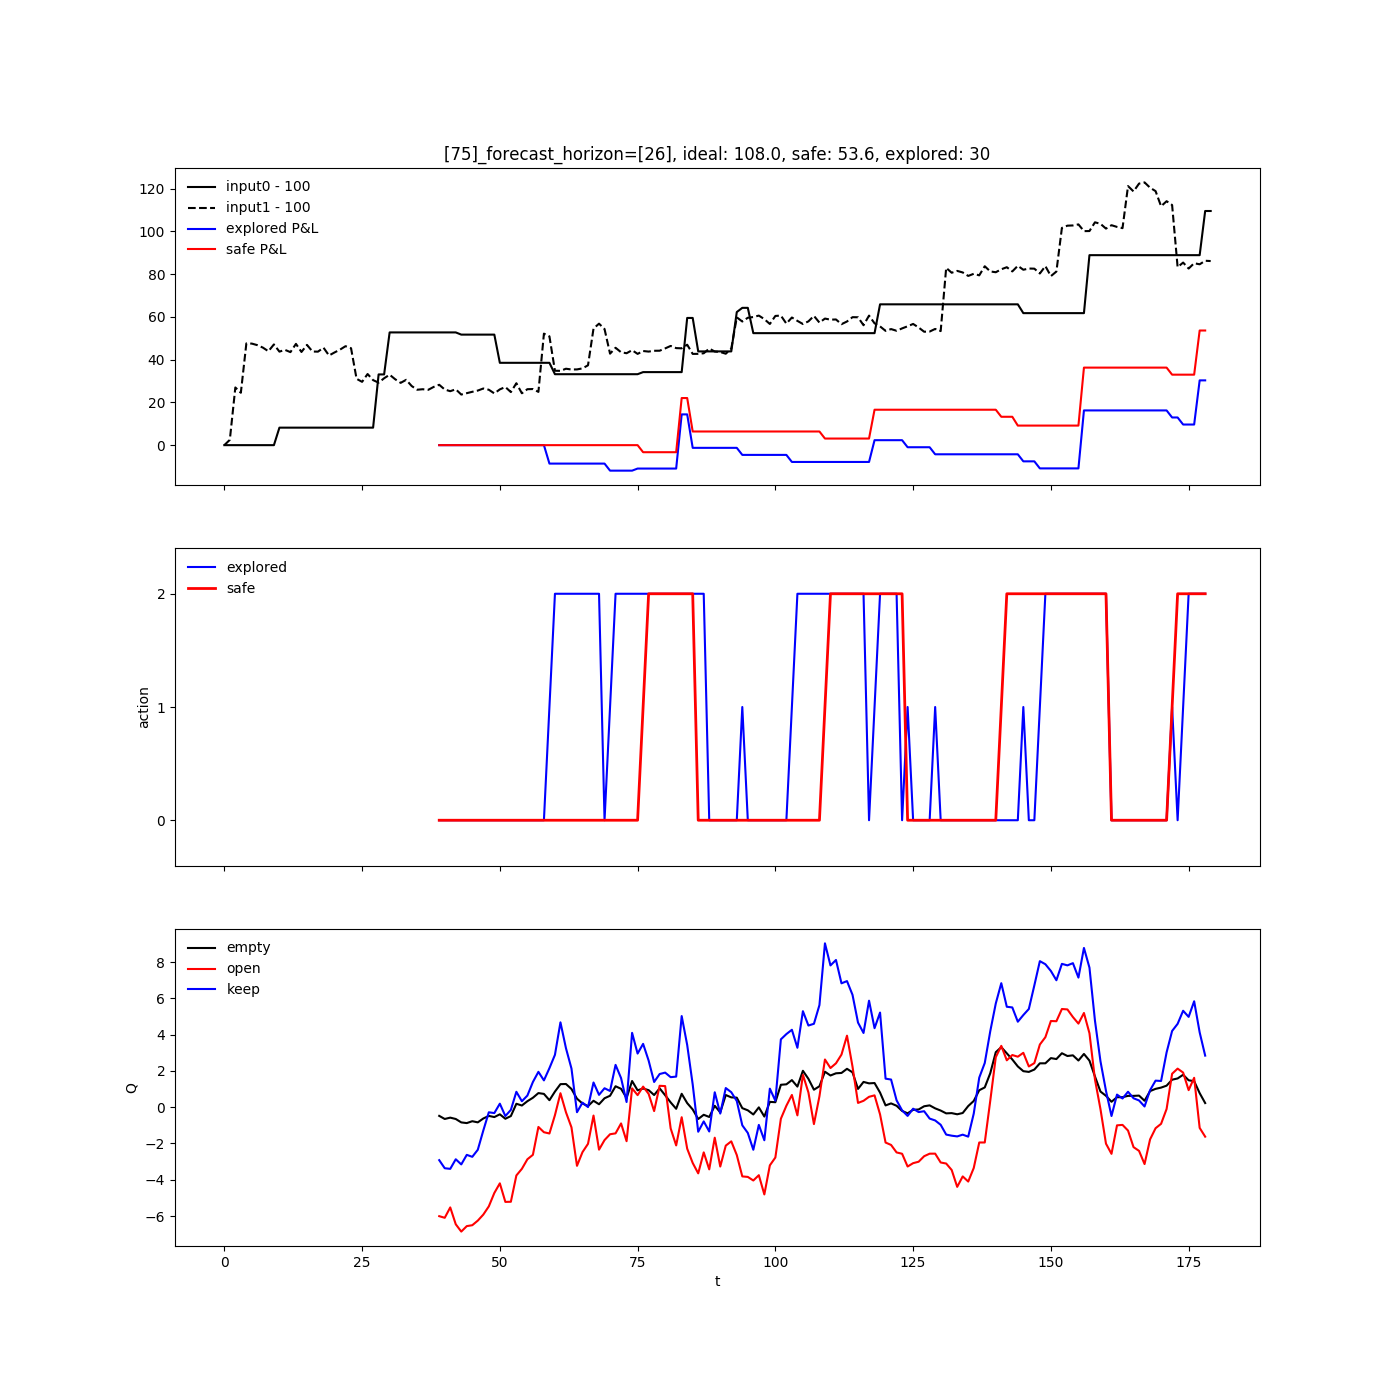 [75]_forecast_horizon=[26], ideal: 108.0, safe: 53.6, explored: 30
input0 - 100
input1 - 100
explored P&L
safe P&L
120
100
80
60
40
20
0
explored
safe
2
1
0
action
empty
open
keep
8
6
4
2
0
−2
−4
−6
Q
0 25 50 75 100 125 150 175
t